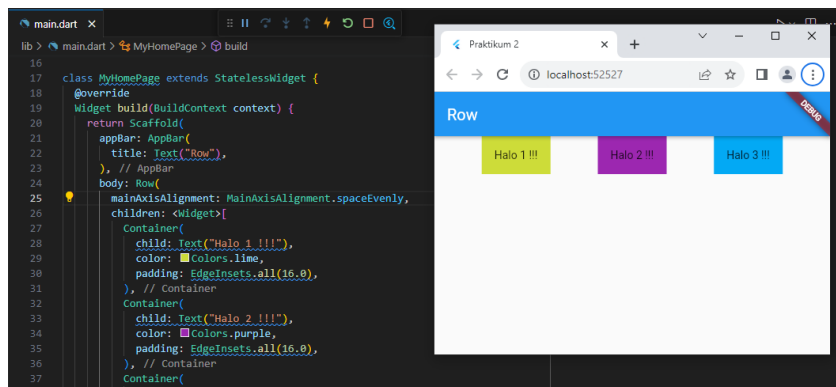 main.dart
lib > main.dart > MyHomePage > build
16
17 class MyHomePage extends StatelessWidget {
18 @override
19 Widget build(BuildContext context) {
20 return Scaffold(
21 appBar: AppBar(
22 title: Text("Row"),
23 ), // AppBar
24 body: Row(
25 mainAxisAlignment: MainAxisAlignment.spaceEvenly,
26 children: <Widget>[
27 Container(
28 child: Text("Halo 1 !!!"),
29 color: Colors.lime,
30 padding: EdgeInsets.all(16.0),
31 ), // Container
32 Container(
33 child: Text("Halo 2 !!!"),
34 color: Colors.purple,
35 padding: EdgeInsets.all(16.0),
36 ), // Container
37 Container(
Praktikum 2
localhost:52527
Row
DEBUG
Halo 1 !!! Halo 2 !!! Halo 3 !!!